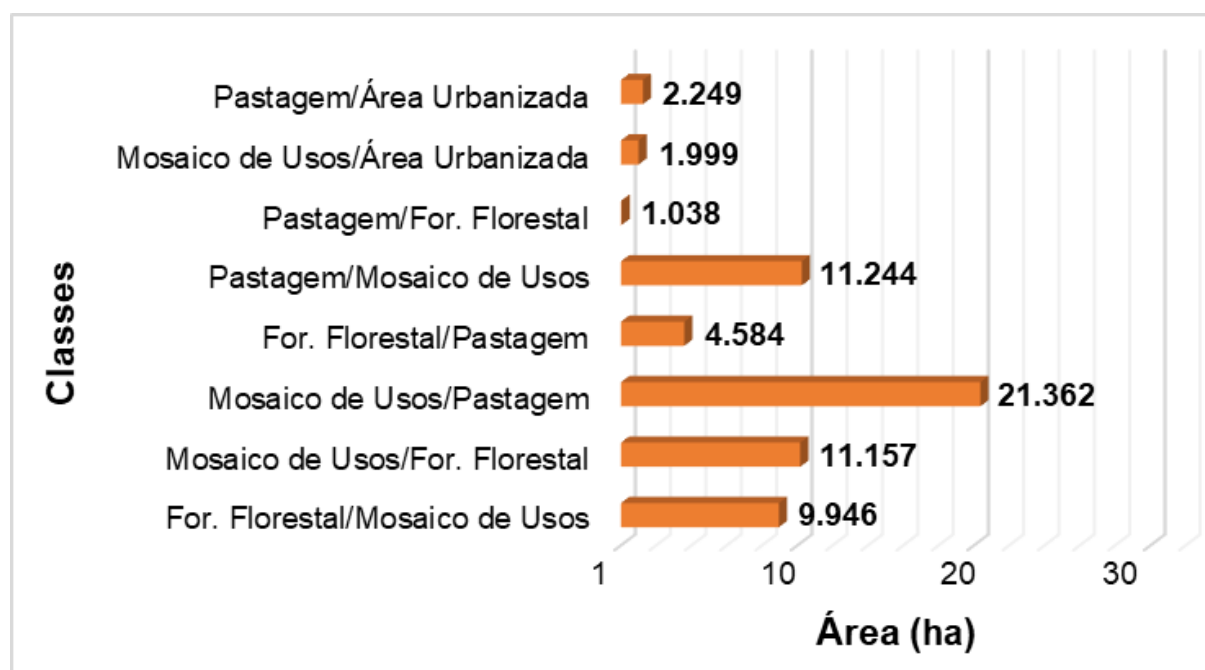 Classes
Pastagem/Área Urbanizada 2.249
Mosaico de Usos/Área Urbanizada 1.999
Pastagem/For. Florestal 1.038
Pastagem/Mosaico de Usos 11.244
For. Florestal/Pastagem 4.584
Mosaico de Usos/Pastagem 21.362
Mosaico de Usos/For. Florestal 11.157
For. Florestal/Mosaico de Usos 9.946
1 10 20 30
Área (ha)